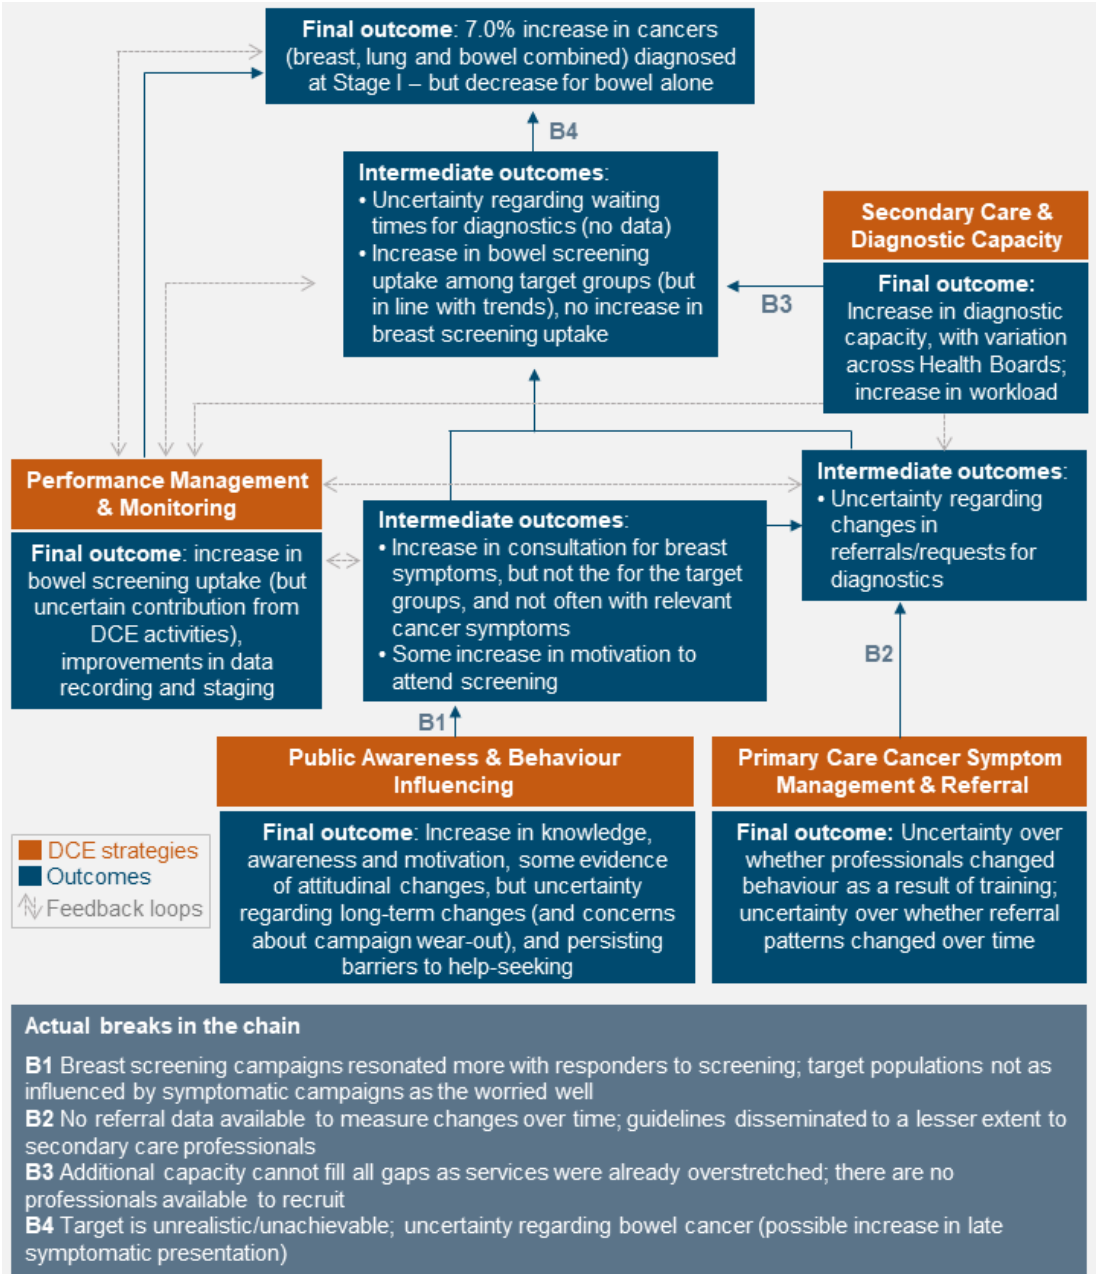 Final outcome: 7.0% increase in cancers
(breast, lung and bowel combined) diagnosed
at Stage I – but decrease for bowel alone
B4
Intermediate outcomes:
• Uncertainty regarding waiting
times for diagnostics (no data)
• Increase in bowel screening
uptake among target groups (but
in line with trends), no increase in
breast screening uptake
Secondary Care &
Diagnostic Capacity
Final outcome:
Increase in diagnostic
capacity, with variation
across Health Boards;
increase in workload
B3
Performance Management
& Monitoring
Final outcome: increase in
bowel screening uptake (but
uncertain contribution from
DCE activities),
improvements in data
recording and staging
Intermediate outcomes:
• Increase in consultation for breast
symptoms, but not the for the target
groups, and not often with relevant
cancer symptoms
• Some increase in motivation to
attend screening
Intermediate outcomes:
• Uncertainty regarding
changes in
referrals/requests for
diagnostics
B2
B1
Public Awareness & Behaviour
Influencing
Final outcome: Increase in knowledge,
awareness and motivation, some evidence
of attitudinal changes, but uncertainty
regarding long-term changes (and concerns
about campaign wear-out), and persisting
barriers to help-seeking
Primary Care Cancer Symptom
Management & Referral
Final outcome: Uncertainty over
whether professionals changed
behaviour as a result of training;
uncertainty over whether referral
patterns changed over time
DCE strategies
Outcomes
Feedback loops
Actual breaks in the chain
B1 Breast screening campaigns resonated more with responders to screening; target populations not as
influenced by symptomatic campaigns as the worried well
B2 No referral data available to measure changes over time; guidelines disseminated to a lesser extent to
secondary care professionals
B3 Additional capacity cannot fill all gaps as services were already overstretched; there are no
professionals available to recruit
B4 Target is unrealistic/unachievable; uncertainty regarding bowel cancer (possible increase in late
symptomatic presentation)